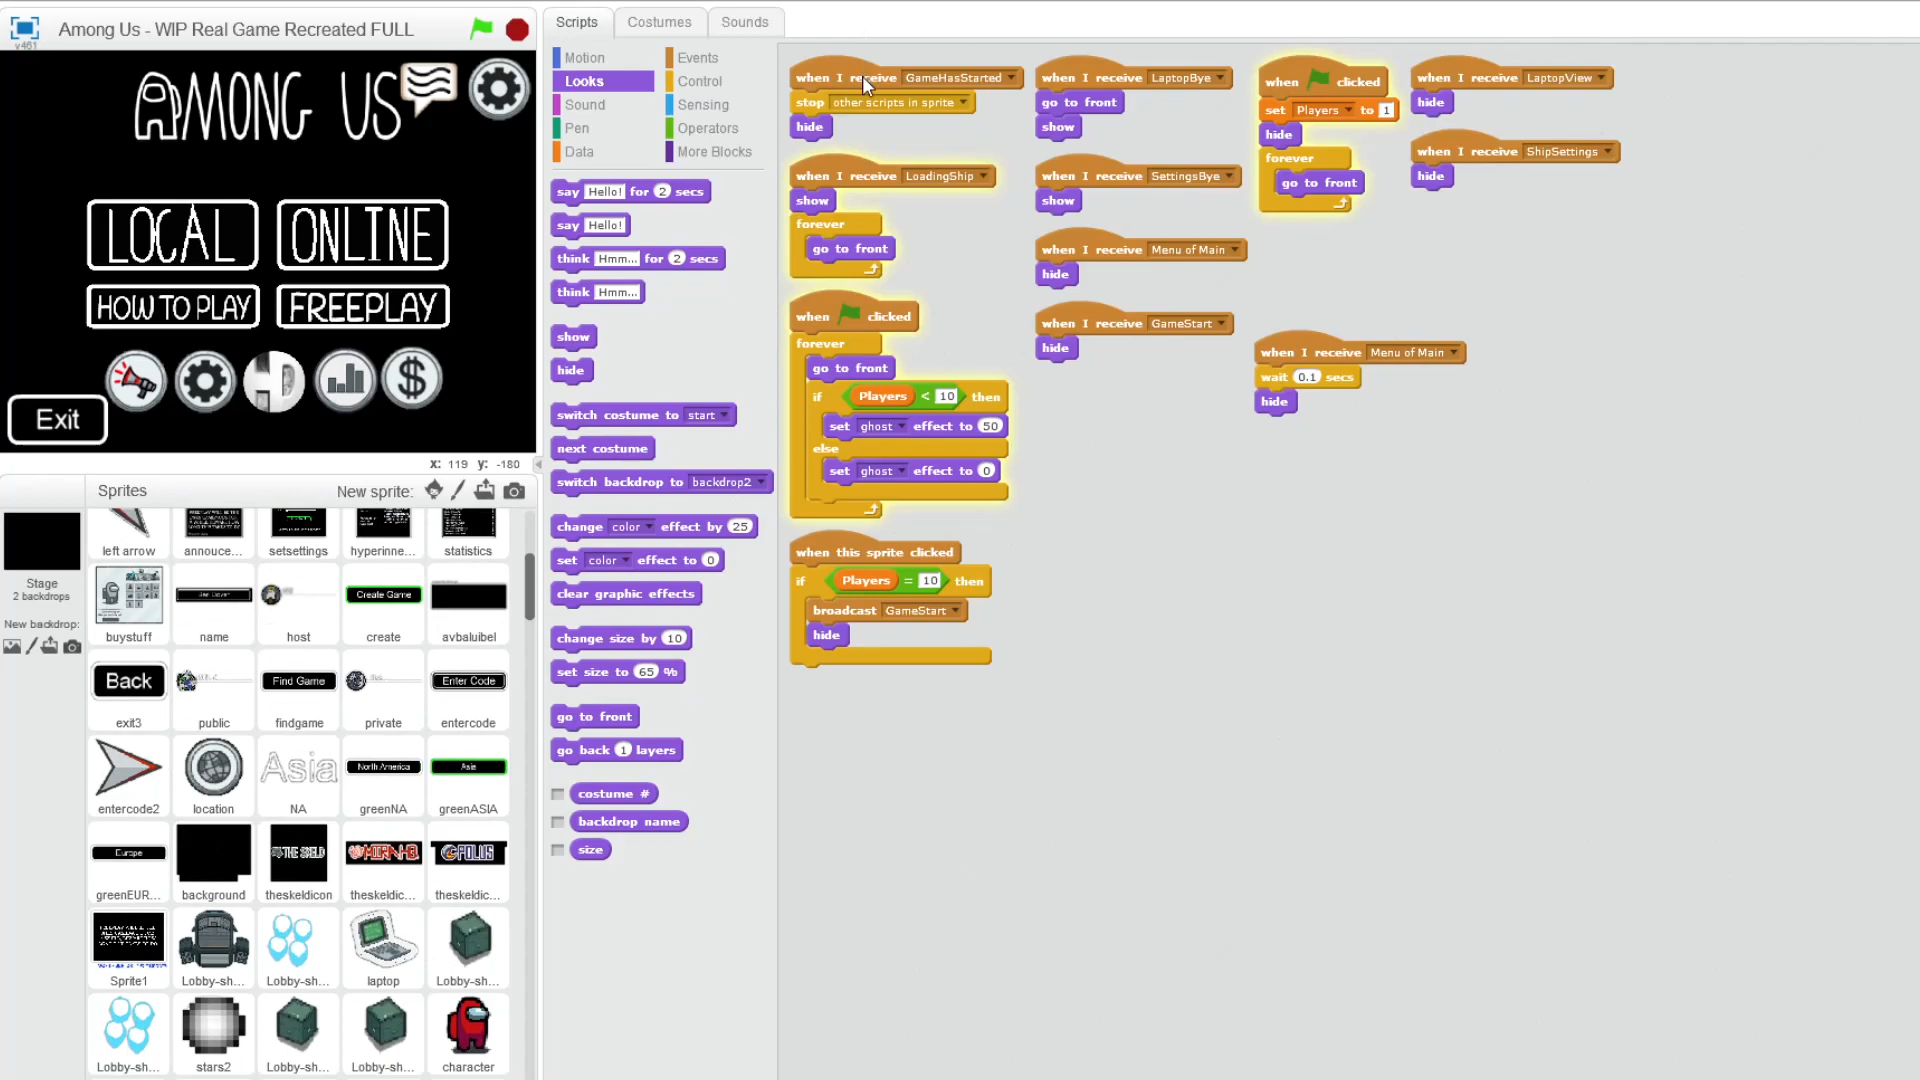 Among Us - WIP Real Game Recreated FULL
v461
AMONG US
LOCAL
ONLINE
HOW TO PLAY
FREEPLAY
Exit
x: 119 y: -180
Sprites
New sprite:
Stage
2 backdrops
New backdrop:
left arrow
annouce...
setsettings
hyperinne...
statistics
buystuff
name
host
Create Game
create
avbaluibel
Back
exit3
public
Find Game
findgame
private
Enter Code
entercode
entercode2
location
Asia
NA
North America
greenNA
Asia
greenASIA
Europe
greenEUR...
background
THE SKELD
theskeldicon
MIRA HQ
theskeldic...
POLUS
theskeldic...
Sprite1
Lobby-sh...
Lobby-sh...
laptop
Lobby-sh...
Lobby-sh...
stars2
Lobby-sh...
Lobby-sh...
character
Scripts
Costumes
Sounds
Motion
Looks
Sound
Pen
Data
Events
Control
Sensing
Operators
More Blocks
say Hello! for 2 secs
say Hello!
think Hmm... for 2 secs
think Hmm...
show
hide
switch costume to start
next costume
switch backdrop to backdrop2
change color effect by 25
set color effect to 0
clear graphic effects
change size by 10
set size to 65 %
go to front
go back 1 layers
costume #
backdrop name
size
when I receive GameHasStarted
stop other scripts in sprite
hide
when I receive LoadingShip
show
forever
go to front
when clicked
forever
go to front
if Players < 10 then
set ghost effect to 50
else
set ghost effect to 0
when this sprite clicked
if Players = 10 then
broadcast GameStart
hide
when I receive LaptopBye
go to front
show
when I receive SettingsBye
show
when I receive Menu of Main
hide
when I receive GameStart
hide
when clicked
set Players to 1
hide
forever
go to front
when I receive Menu of Main
wait 0.1 secs
hide
when I receive LaptopView
hide
when I receive ShipSettings
hide